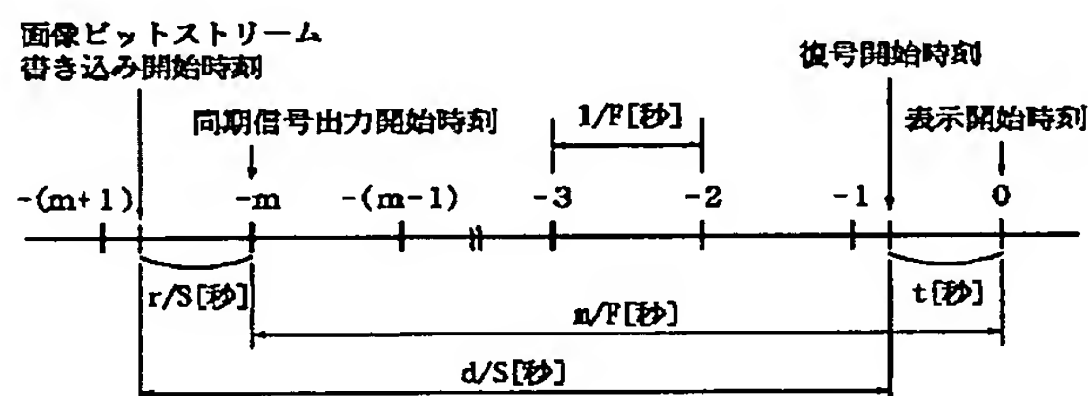 画像ビットストリーム
書き込み開始時刻
復号開始時刻
同期信号出力開始時刻
1/F[秒]
表示開始時刻
-(m+1)
-m
-(m-1)
-3
-2
-1
0
r/S[秒]
m/F[秒]
t[秒]
d/S[秒]